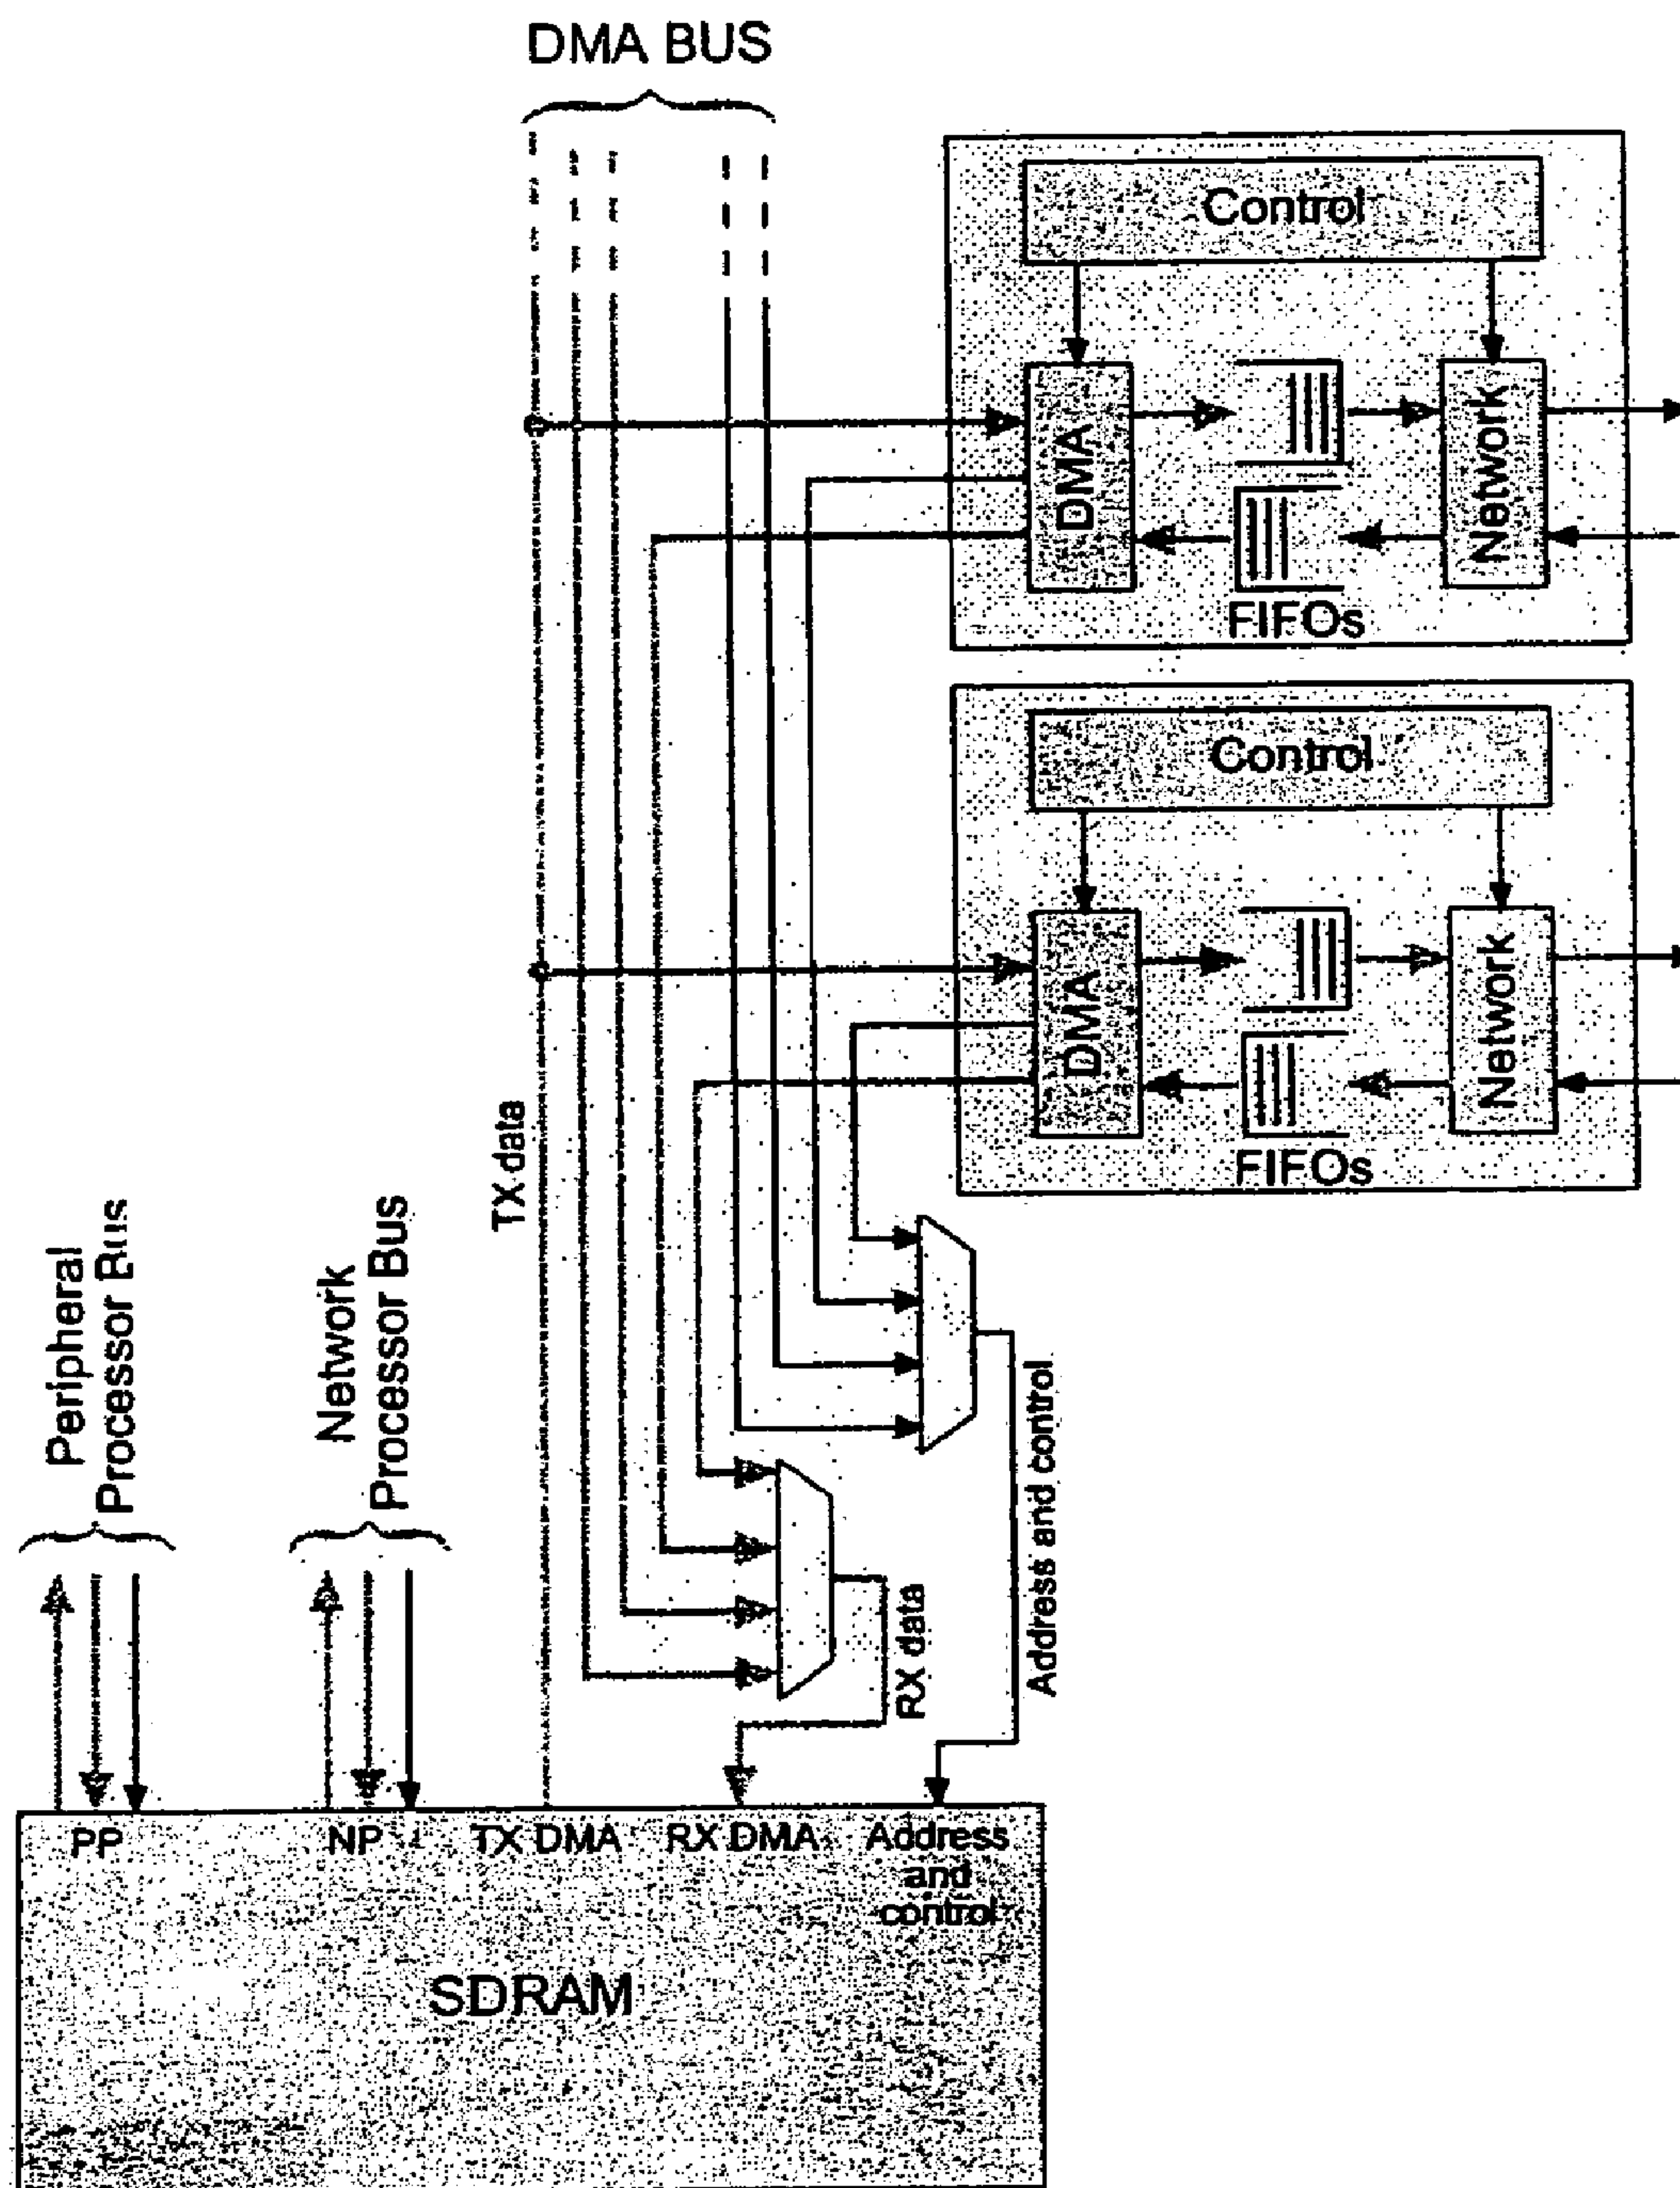 DMA BUS
Control
DMA
Network
FIFOs
Control
DMA
Network
FIFOs
TX data
Peripheral
Processor Bus
Network
Processor Bus
RX data
Address and control
PP
NP
TX DMA
RX DMA
Address
and
control
SDRAM